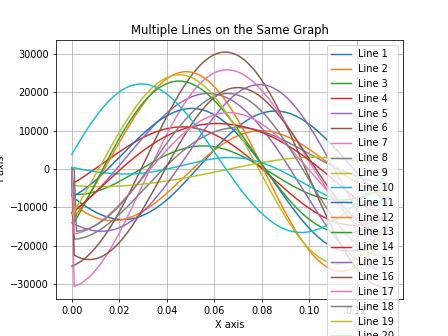 Multiple Lines on the Same Graph
30000
20000
10000
0
−10000
−20000
−30000
0.00
0.02
0.04
0.06
0.08
0.10
X axis
Line 1
Line 2
Line 3
Line 4
Line 5
Line 6
Line 7
Line 8
Line 9
Line 10
Line 11
Line 12
Line 13
Line 14
Line 15
Line 16
Line 17
Line 18
Line 19
Line 20